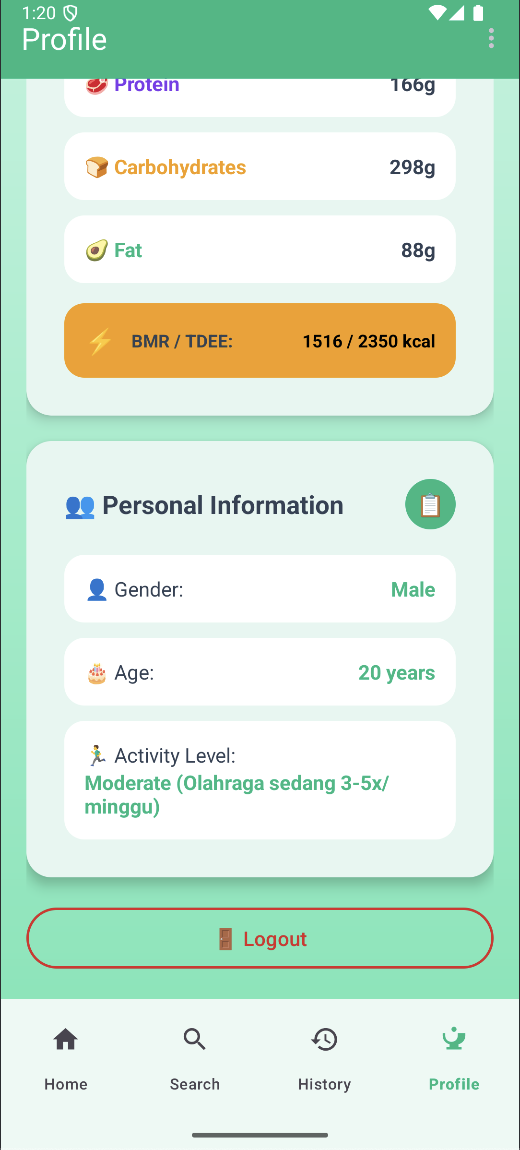 1:20
Profile
Protein 166g
Carbohydrates 298g
Fat 88g
BMR / TDEE: 1516 / 2350 kcal
Personal Information
Gender: Male
Age: 20 years
Activity Level:
Moderate (Olahraga sedang 3-5x/
minggu)
Logout
Home Search History Profile